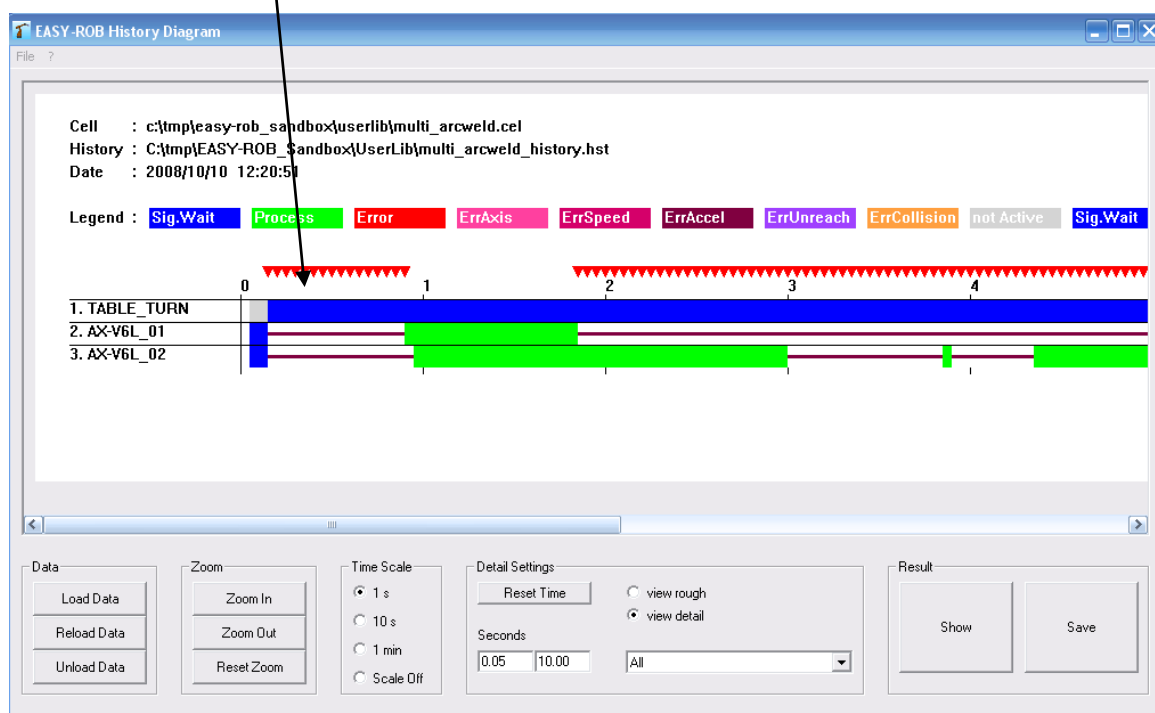 EASY-ROB History Diagram
File ?
Cell : c:\tmp\easy-rob_sandbox\userlib\multi_arcweld.cel
History : C:\tmp\EASY-ROB_Sandbox\UserLib\multi_arcweld_history.hst
Date : 2008/10/10 12:20:51
Legend : Sig.Wait Process Error ErrAxis ErrSpeed ErrAccel ErrUnreach ErrCollision not Active Sig.Wait
0 1 2 3 4
1. TABLE_TURN
2. AX-V6L_01
3. AX-V6L_02
Data Zoom Time Scale Detail Settings Result
Load Data Zoom In 1 s Reset Time view rough
Reload Data Zoom Out 10 s Seconds view detail Show Save
Unload Data Reset Zoom 1 min 0.05 10.00 All
Scale Off